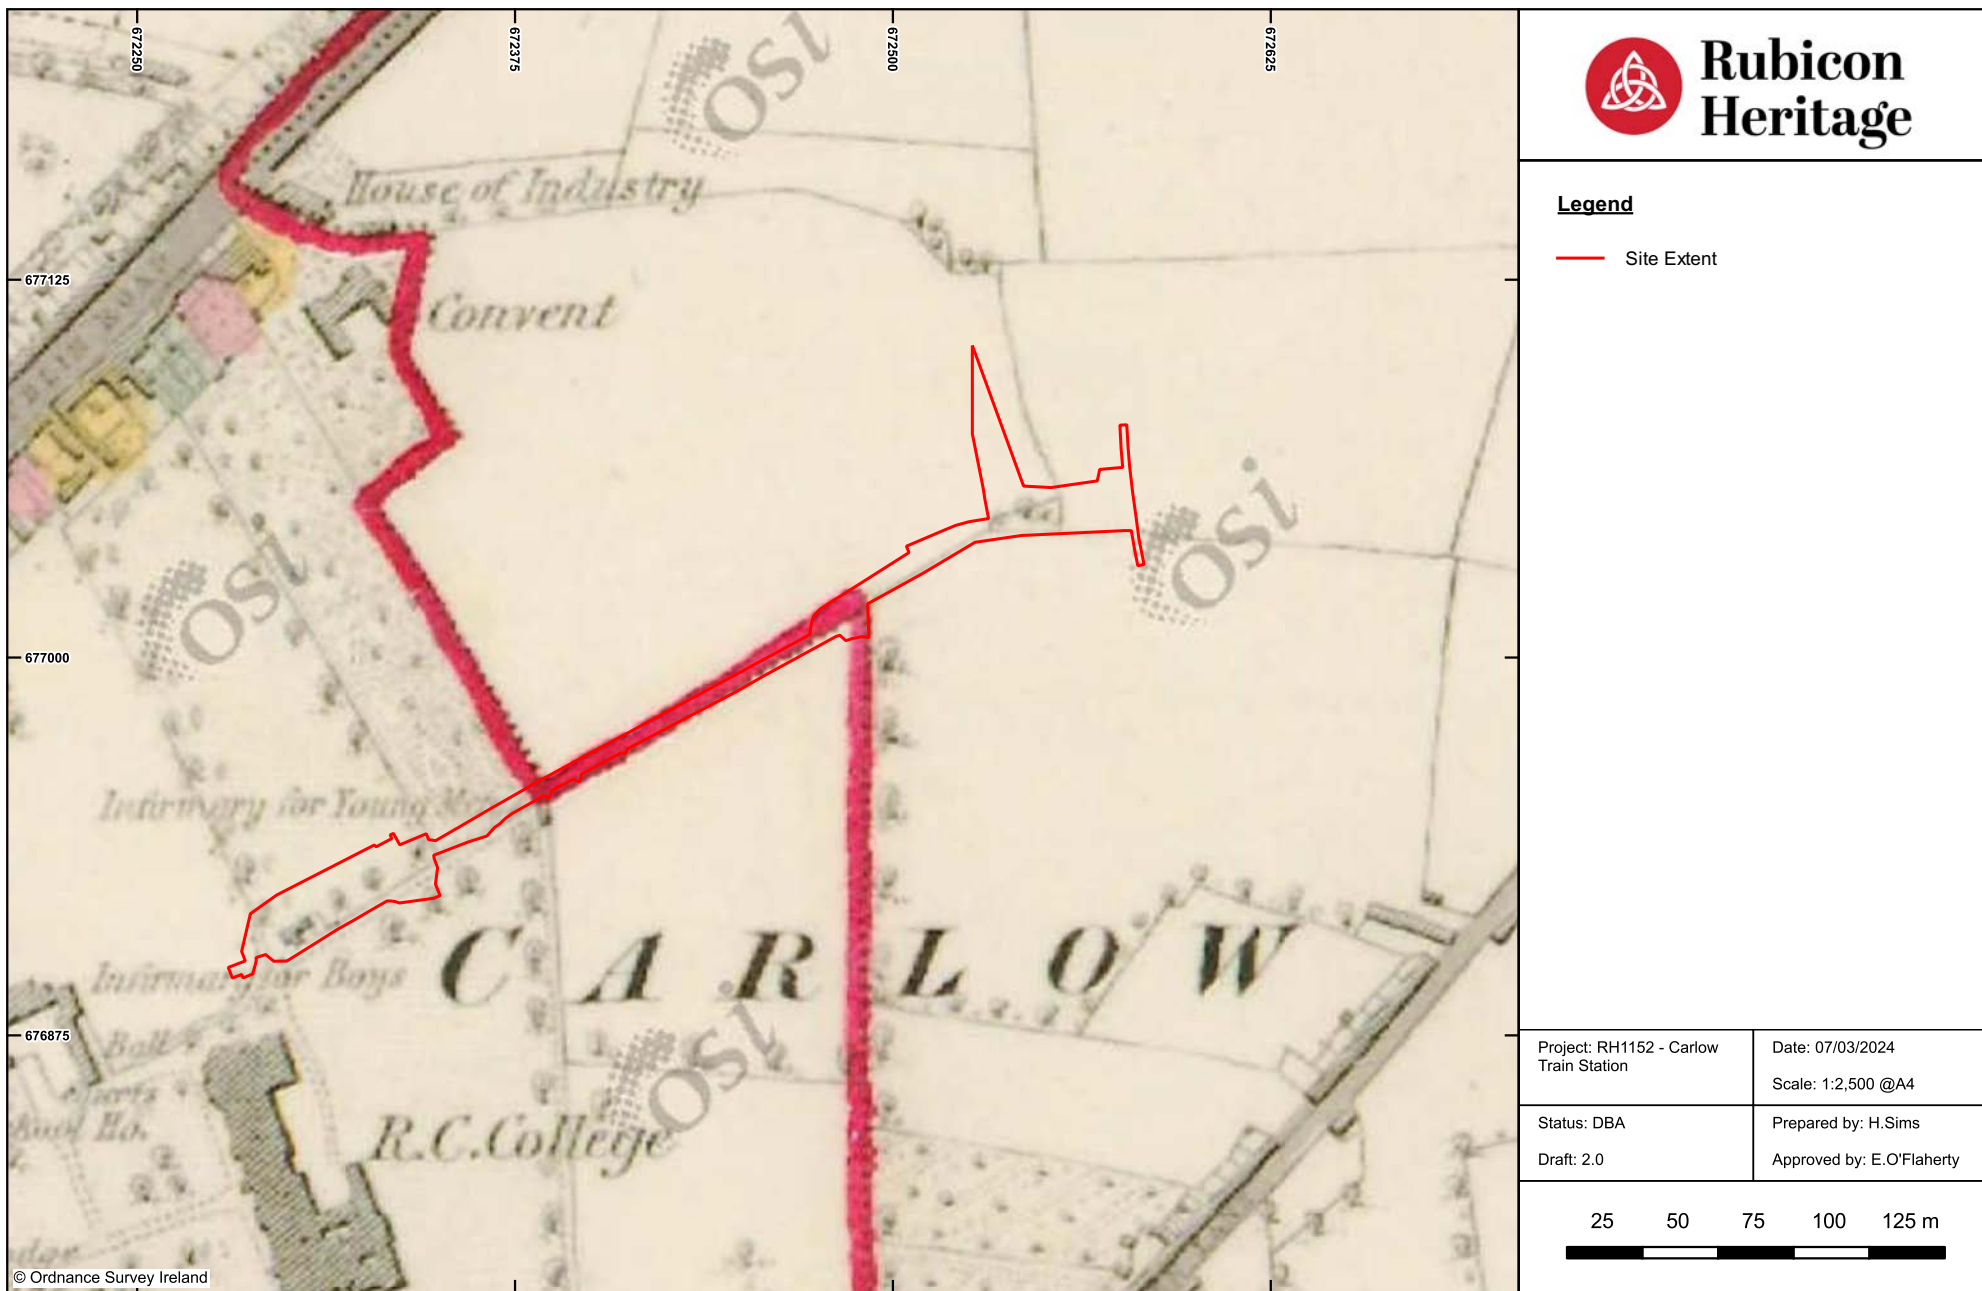 672250
672375
672500
672625
677125
677000
676875
House of Industry
Convent
Infirmary for Young
Infirmary for Boys
CARLOW
Ball
R.C. College
Ho.
OSi
OSi
OSi
OSi
© Ordnance Survey Ireland
Rubicon
Heritage
Legend
Site Extent
Project: RH1152 - Carlow
Train Station
Date: 07/03/2024
Scale: 1:2,500 @A4
Status: DBA
Draft: 2.0
Prepared by: H.Sims
Approved by: E.O'Flaherty
25 50 75 100 125 m